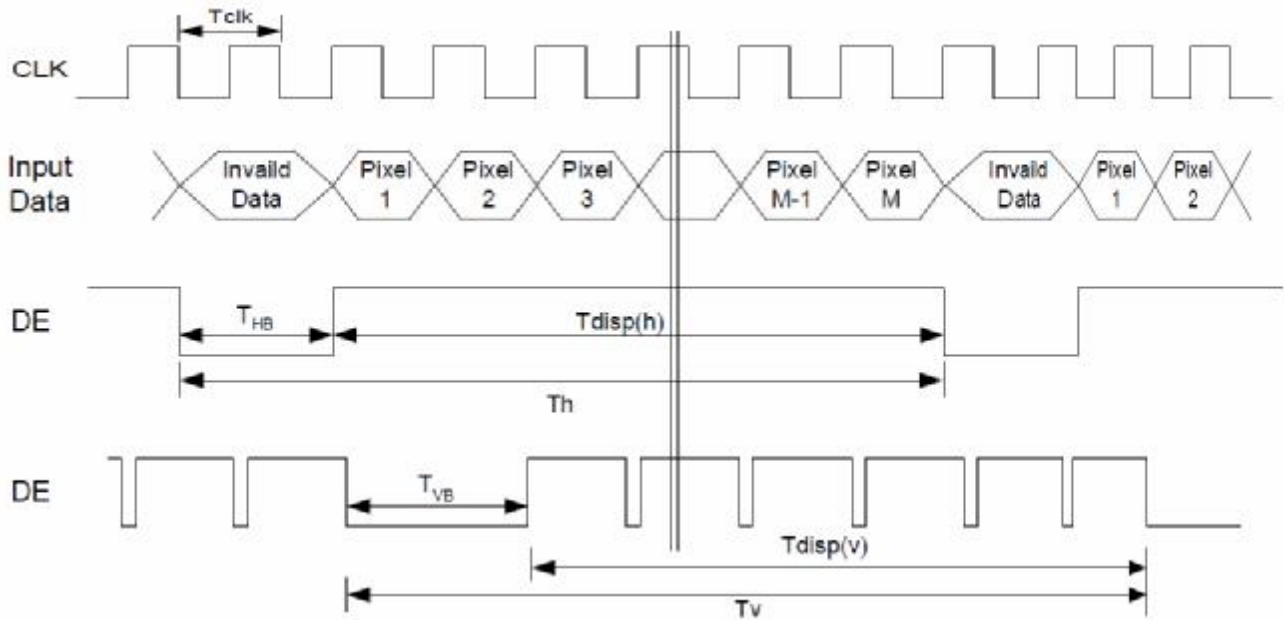 Tclk
CLK
Input
Data
Invaild
Data
Pixel
1
Pixel
2
Pixel
3
Pixel
M-1
Pixel
M
Invaild
Data
Pixel
1
Pixel
2
DE
THB
Tdisp(h)
Th
DE
TVB
Tdisp(v)
Tv